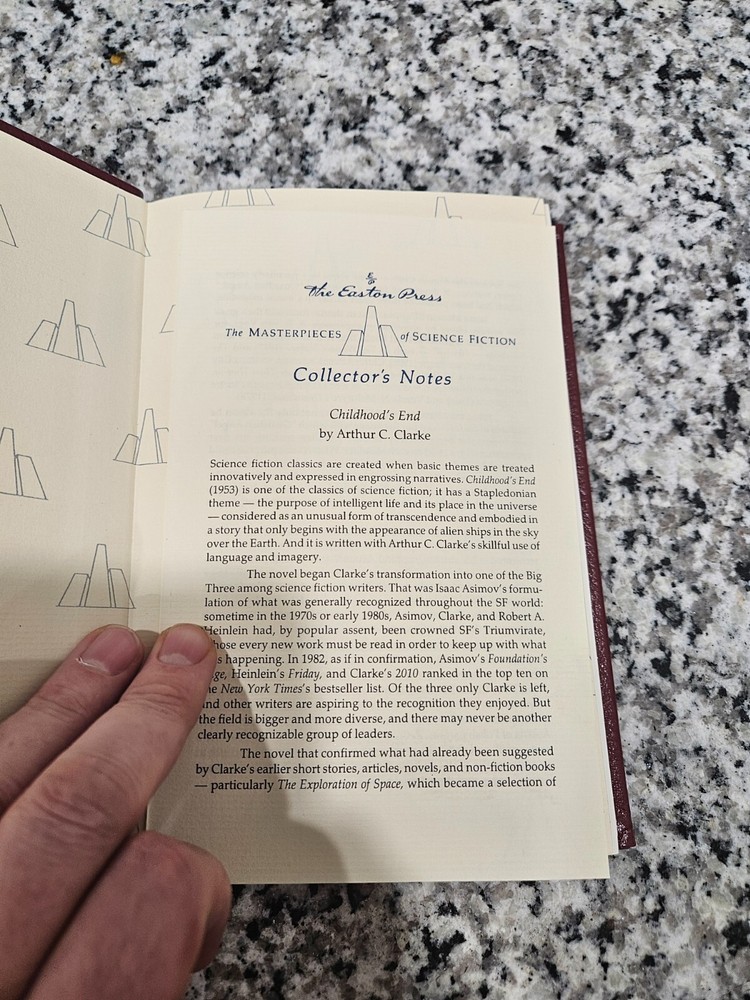 The Easton Press
The MASTERPIECES of SCIENCE FICTION
Collector's Notes
Childhood's End
by Arthur C. Clarke
Science fiction classics are created when basic themes are treated
innovatively and expressed in engrossing narratives. Childhood's End
(1953) is one of the classics of science fiction; it has a Stapledonian
theme — the purpose of intelligent life and its place in the universe
— considered as an unusual form of transcendence and embodied in
a story that only begins with the appearance of alien ships in the sky
over the Earth. And it is written with Arthur C. Clarke's skillful use of
language and imagery.
The novel began Clarke's transformation into one of the Big
Three among science fiction writers. That was Isaac Asimov's formu-
lation of what was generally recognized throughout the SF world:
sometime in the 1970s or early 1980s, Asimov, Clarke, and Robert A.
Heinlein had, by popular assent, been crowned SF's Triumvirate,
whose every new work must be read in order to keep up with what
happening. In 1982, as if in confirmation, Asimov's Foundation's
Heinlein's Friday, and Clarke's 2010 ranked in the top ten on
New York Times's bestseller list. Of the three only Clarke is left,
and other writers are aspiring to the recognition they enjoyed. But
the field is bigger and more diverse, and there may never be another
clearly recognizable group of leaders.
The novel that confirmed what had already been suggested
by Clarke's earlier short stories, articles, novels, and non-fiction books
— particularly The Exploration of Space, which became a selection of